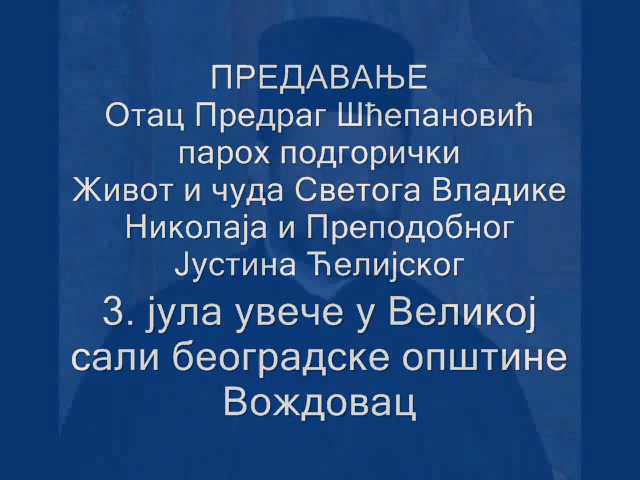 ПРЕДАВАЊЕ
Отац Предраг Шћепановић
парох подгорички
Живот и чуда Светога Владике
Николаја и Преподобног
Јустина Ћелијског
3. јула увече у Великој
сали београдске општине
Вождовац